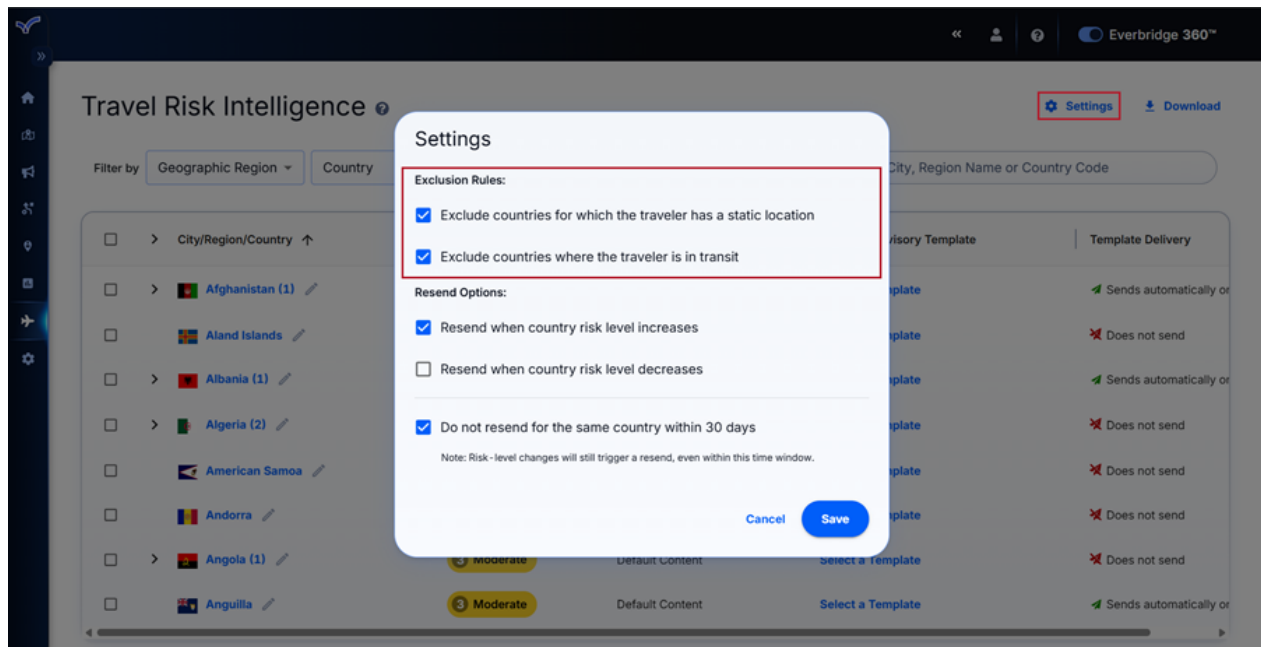 Everbridge 360™
Travel Risk Intelligence
Settings
Download
Filter by
Geographic Region
Country
City, Region Name or Country Code
City/Region/Country
Template
Template Delivery
Afghanistan (1)
Sends automatically
Aland Islands
Does not send
Albania (1)
Sends automatically
Algeria (2)
Does not send
American Samoa
Does not send
Andorra
Does not send
Angola (1)
3 Moderate
Default Content
Select a Template
Does not send
Anguilla
3 Moderate
Default Content
Select a Template
Sends automatically
Settings
Exclusion Rules:
Exclude countries for which the traveler has a static location
Exclude countries where the traveler is in transit
Resend Options:
Resend when country risk level increases
Resend when country risk level decreases
Do not resend for the same country within 30 days
Note: Risk-level changes will still trigger a resend, even within this time window.
Cancel
Save